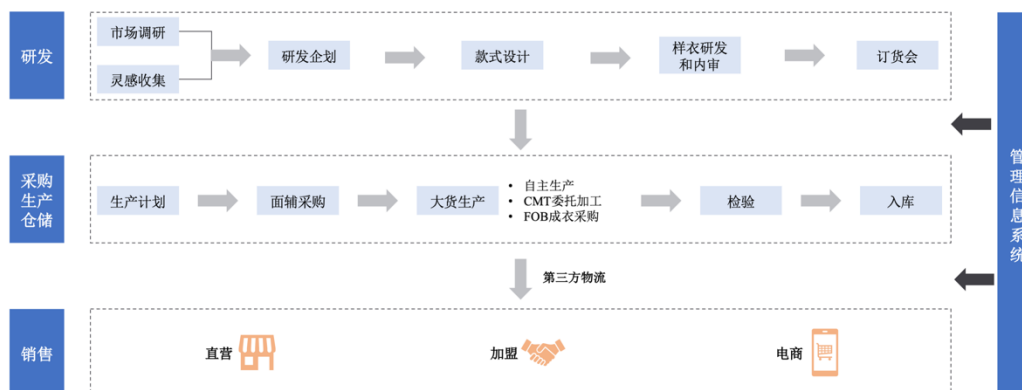 研发
市场调研
灵感收集
研发企划
款式设计
样衣研发
和内审
订货会
采购
生产
仓储
生产计划
面辅采购
大货生产
• 自主生产
• CMT委托加工
• FOB成衣采购
检验
入库
第三方物流
销售
直营
加盟
电商
管理信息系统